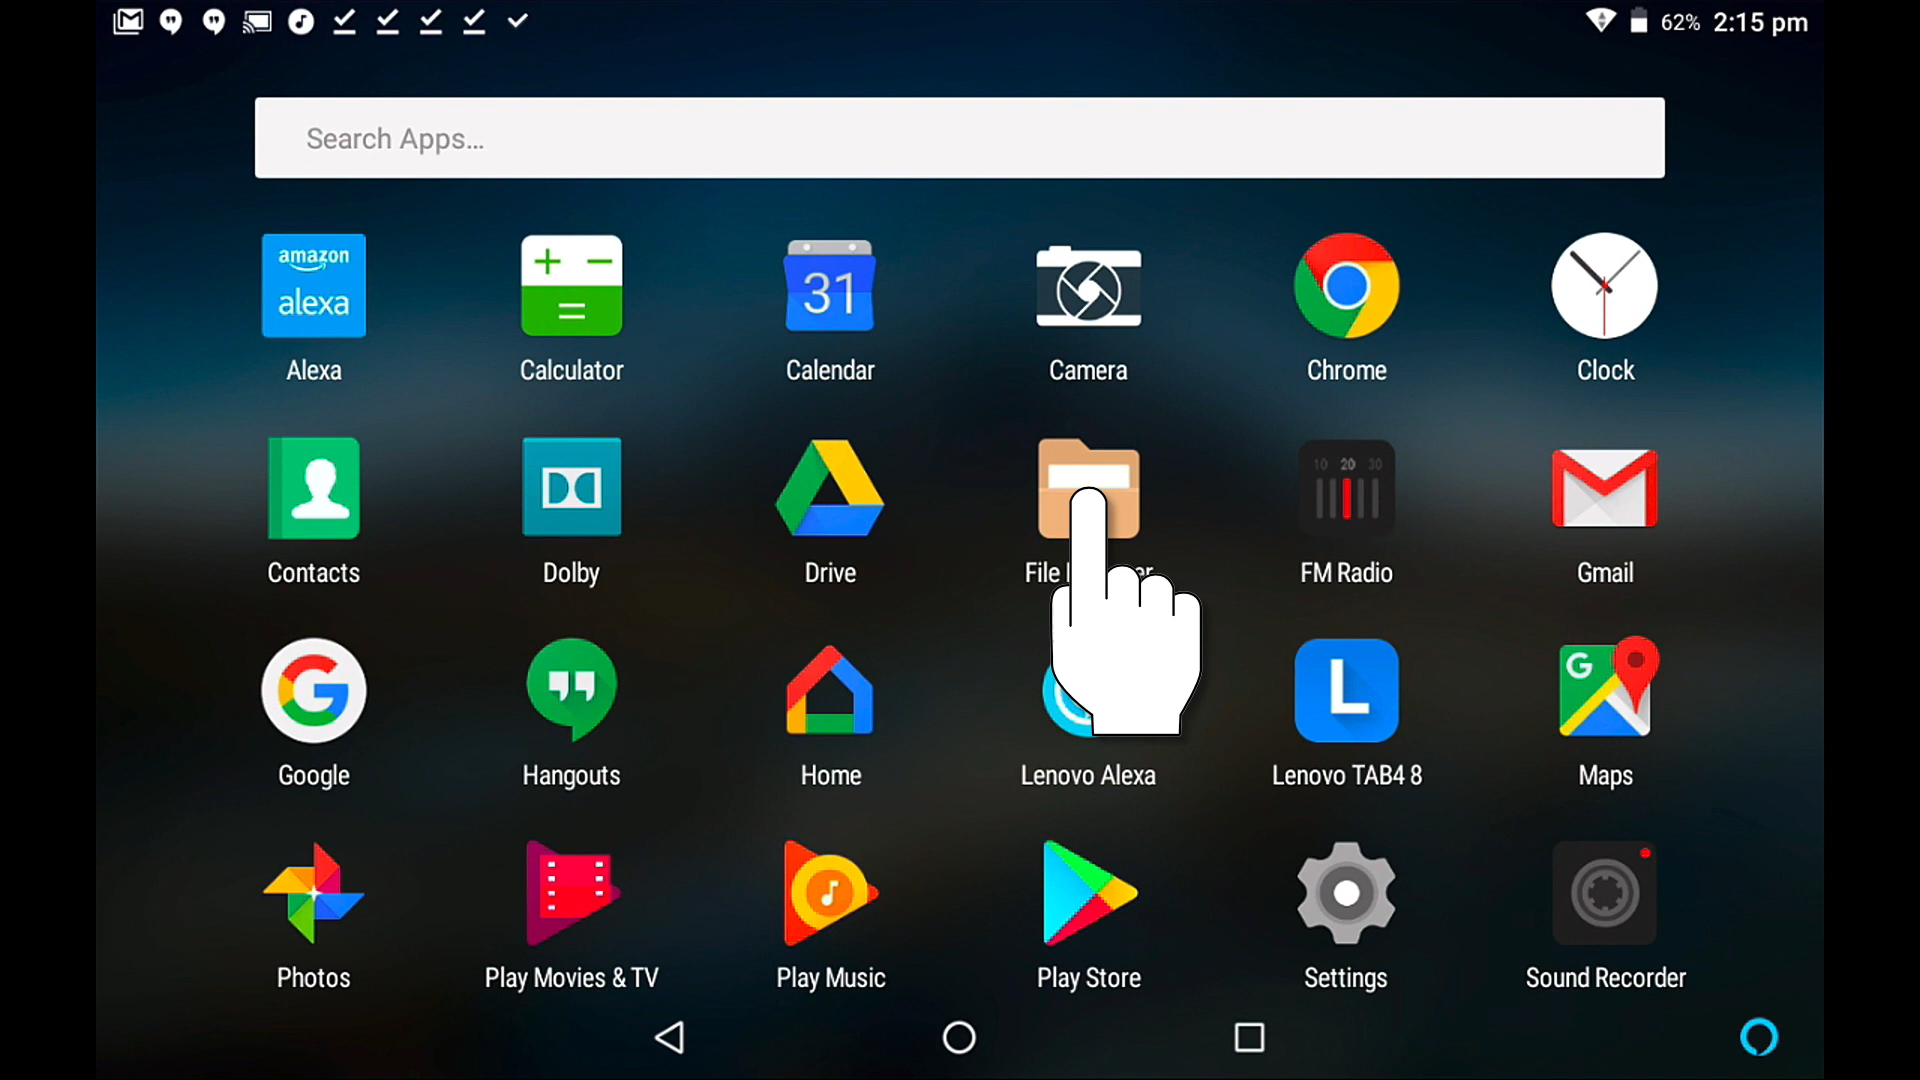 62% 2:15 pm
Search Apps...
amazon
alexa
31
Alexa Calculator Calendar Camera Chrome Clock
10 20 30
Contacts Dolby Drive File FM Radio Gmail
G
L
G
Google Hangouts Home Lenovo Alexa Lenovo TAB4 8 Maps
Photos Play Movies & TV Play Music Play Store Settings Sound Recorder